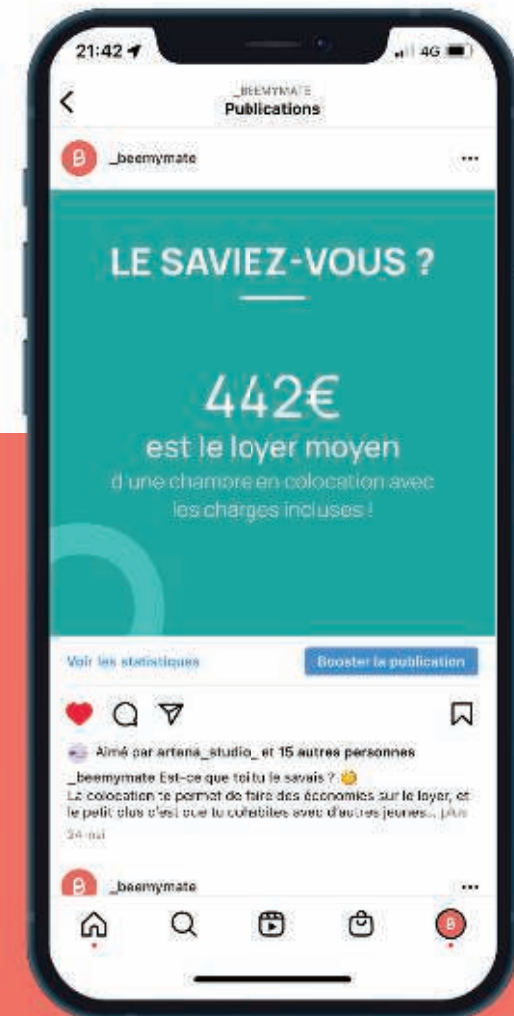 21:42
4G
_BEEMYMATE
Publications
_beemymate
LE SAVIEZ-VOUS ?
442€
est le loyer moyen
d'une chambre en colocation avec
les charges incluses !
Voir les statistiques
Booster la publication
Aimé par artena_studio_ et 15 autres personnes
_beemymate Est-ce que toi tu le savais ?
La colocation te permet de faire des économies sur le loyer, et
le petit plus c'est que tu cohabites avec d'autres jeunes... plus
24 mai
_beemymate